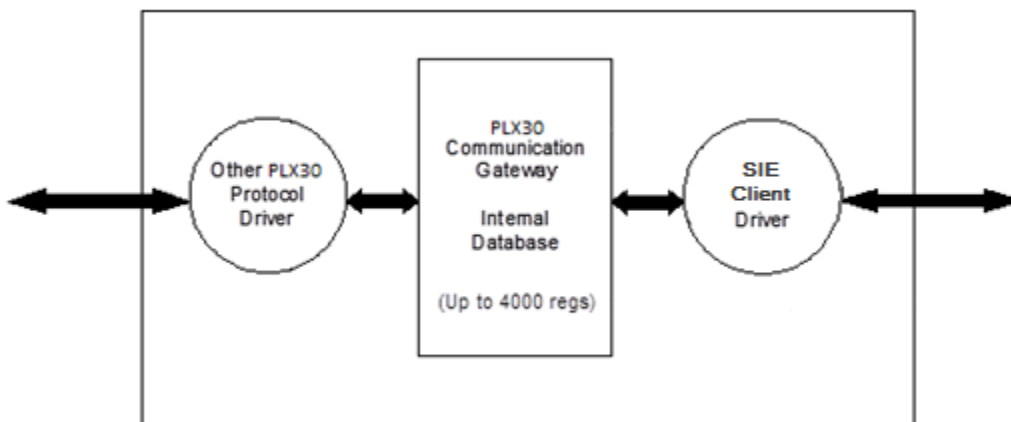 Other PLX30
Protocol
Driver
PLX30
Communication
Gateway
Internal
Database
(Up to 4000 regs)
SIE
Client
Driver